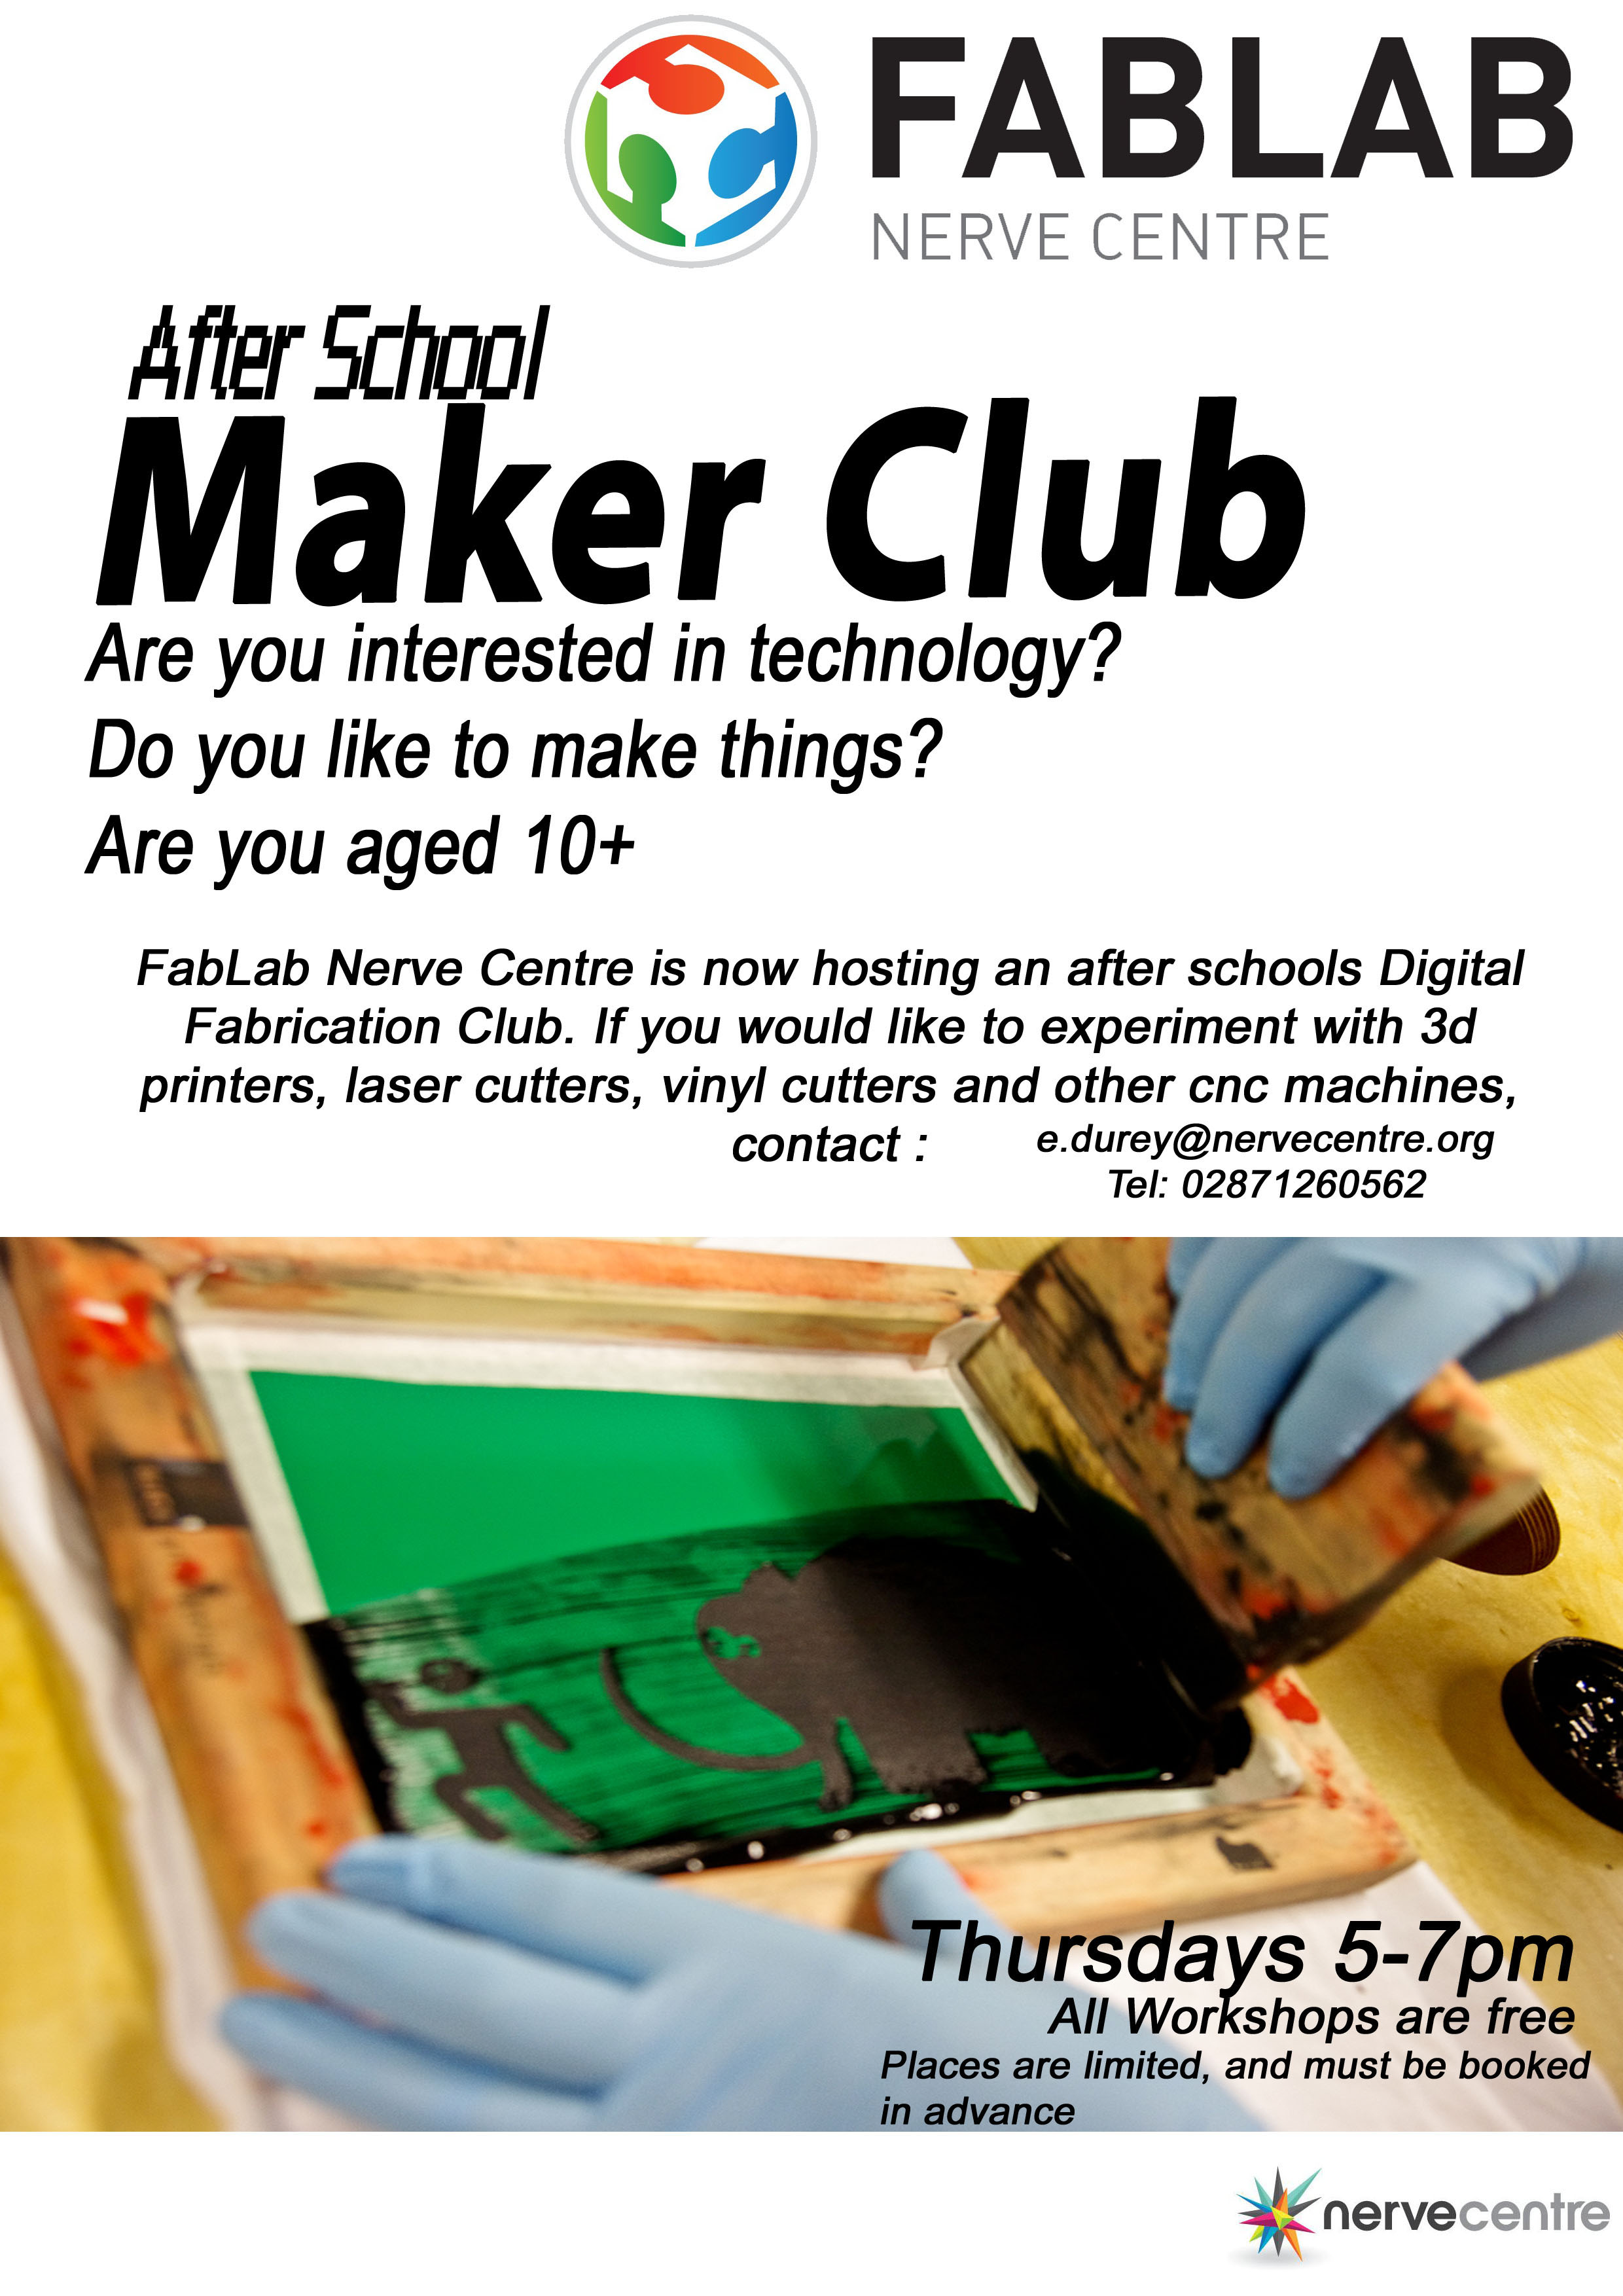 FABLAB
NERVE CENTRE
After School
Maker Club
Are you interested in technology?
Do you like to make things?
Are you aged 10+
FabLab Nerve Centre is now hosting an after schools Digital
Fabrication Club. If you would like to experiment with 3d
printers, laser cutters, vinyl cutters and other cnc machines,
contact : e.durey@nervecentre.org
Tel: 02871260562
Thursdays 5-7pm
All Workshops are free
Places are limited, and must be booked
in advance
nervecentre